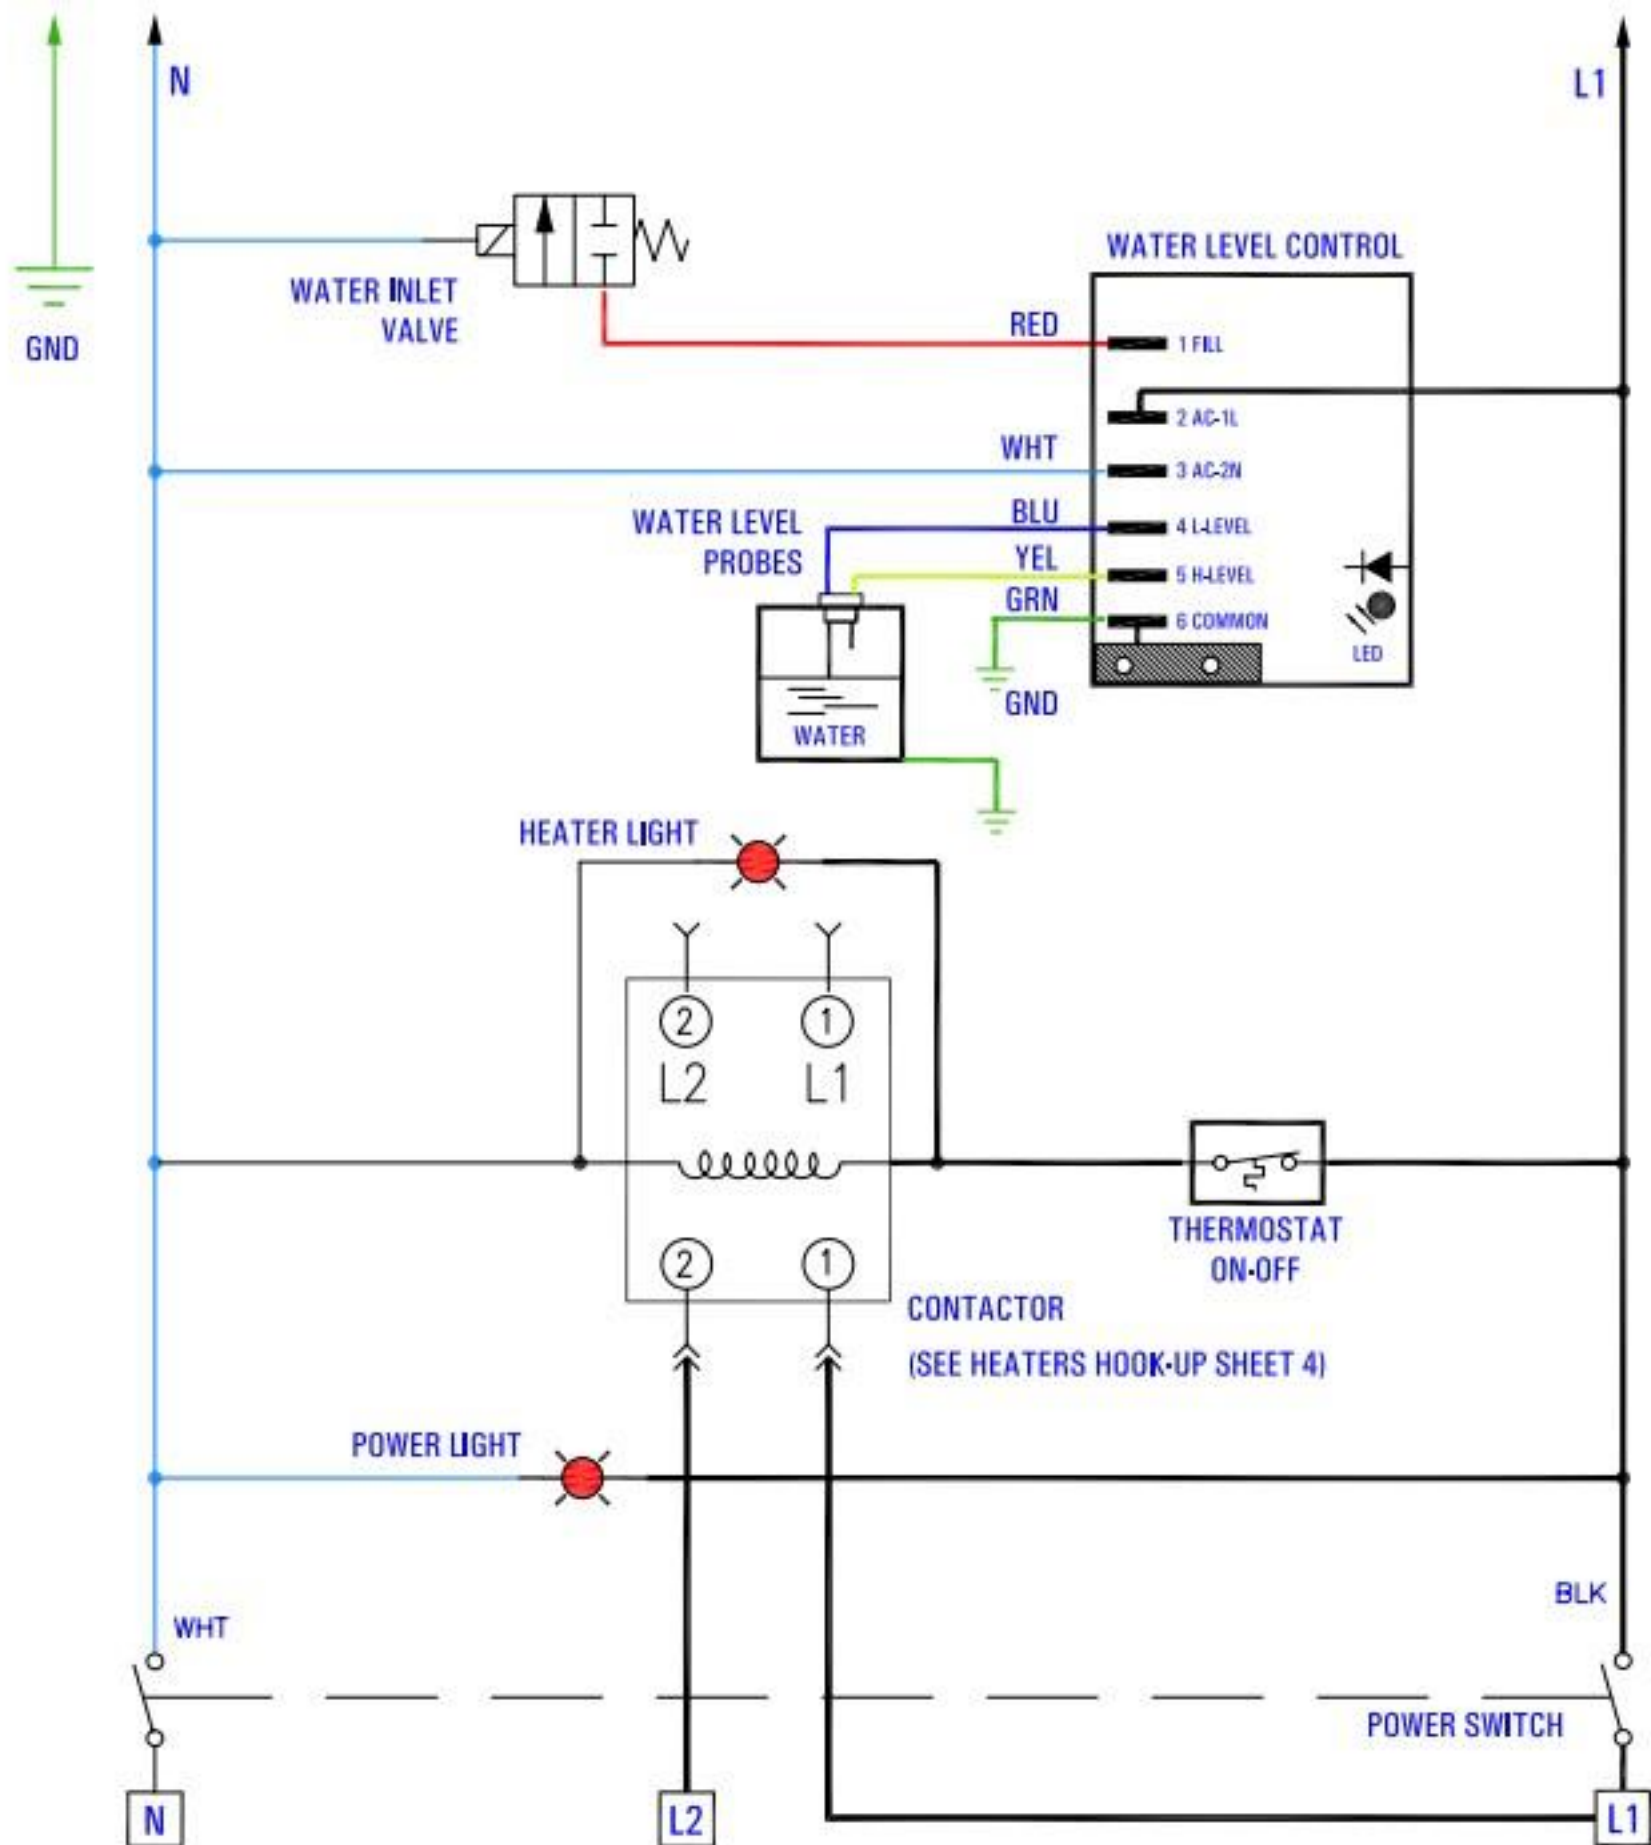 N
L1
WATER LEVEL CONTROL
WATER INLET
VALVE
GND
RED
1 FILL
2 AC-1L
WHT
3 AC-2N
WATER LEVEL
PROBES
BLU
4 L-LEVEL
YEL
5 H-LEVEL
GRN
6 COMMON
LED
GND
WATER
HEATER LIGHT
2
1
L2
L1
THERMOSTAT
ON-OFF
2
1
CONTACTOR
(SEE HEATERS HOOK-UP SHEET 4)
POWER LIGHT
BLK
WHT
POWER SWITCH
N
L2
L1